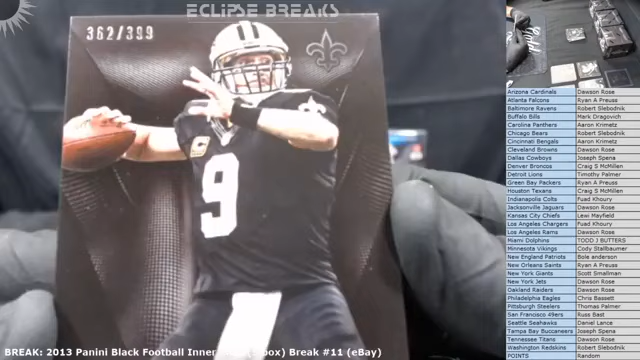 ECLIPSE BREAKS
362/399
9
Arizona Cardinals Dawson Rose
Atlanta Falcons Ryan A Preuss
Baltimore Ravens Robert Slebodnik
Buffalo Bills Mark Dragovich
Carolina Panthers Aaron Krimetz
Chicago Bears Robert Slebodnik
Cincinnati Bengals Aaron Krimetz
Cleveland Browns Dawson Rose
Dallas Cowboys Joseph Spena
Denver Broncos Craig S McMillen
Detroit Lions Timothy Palmer
Green Bay Packers Ryan A Preuss
Houston Texans Craig S McMillen
Indianapolis Colts Fuad Khoury
Jacksonville Jaguars Dawson Rose
Kansas City Chiefs Lewi Mayfield
Los Angeles Chargers Fuad Khoury
Los Angeles Rams Dawson Rose
Miami Dolphins TODD J BUTTERS
Minnesota Vikings Cody Stallbaumer
New England Patriots Bole anderson
New Orleans Saints Ryan A Preuss
New York Giants Scott Smallman
New York Jets Dawson Rose
Oakland Raiders Dawson Rose
Philadelphia Eagles Chris Bassett
Pittsburgh Steelers Thomas Palmer
San Francisco 49ers Russ Bast
Seattle Seahawks Daniel Lance
Tampa Bay Buccaneers Joseph Spena
Tennessee Titans Dawson Rose
Washington Redskins Robert Slebodnik
POINTS Random
BREAK: 2013 Panini Black Football Inner box) Break #11 (eBay)